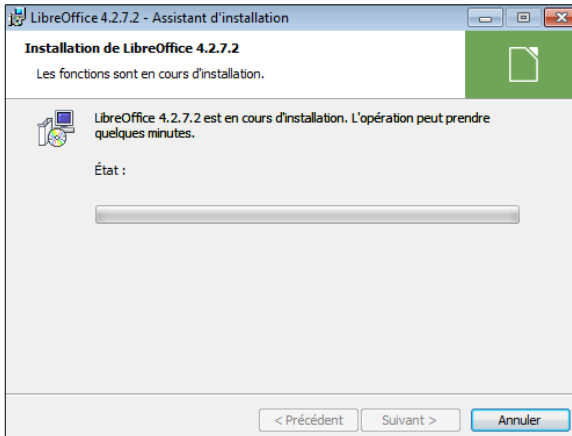 LibreOffice 4.2.7.2 - Assistant d'installation
Installation de LibreOffice 4.2.7.2
Les fonctions sont en cours d'installation.
LibreOffice 4.2.7.2 est en cours d'installation. L'opération peut prendre
quelques minutes.
État :
< Précédent Suivant > Annuler